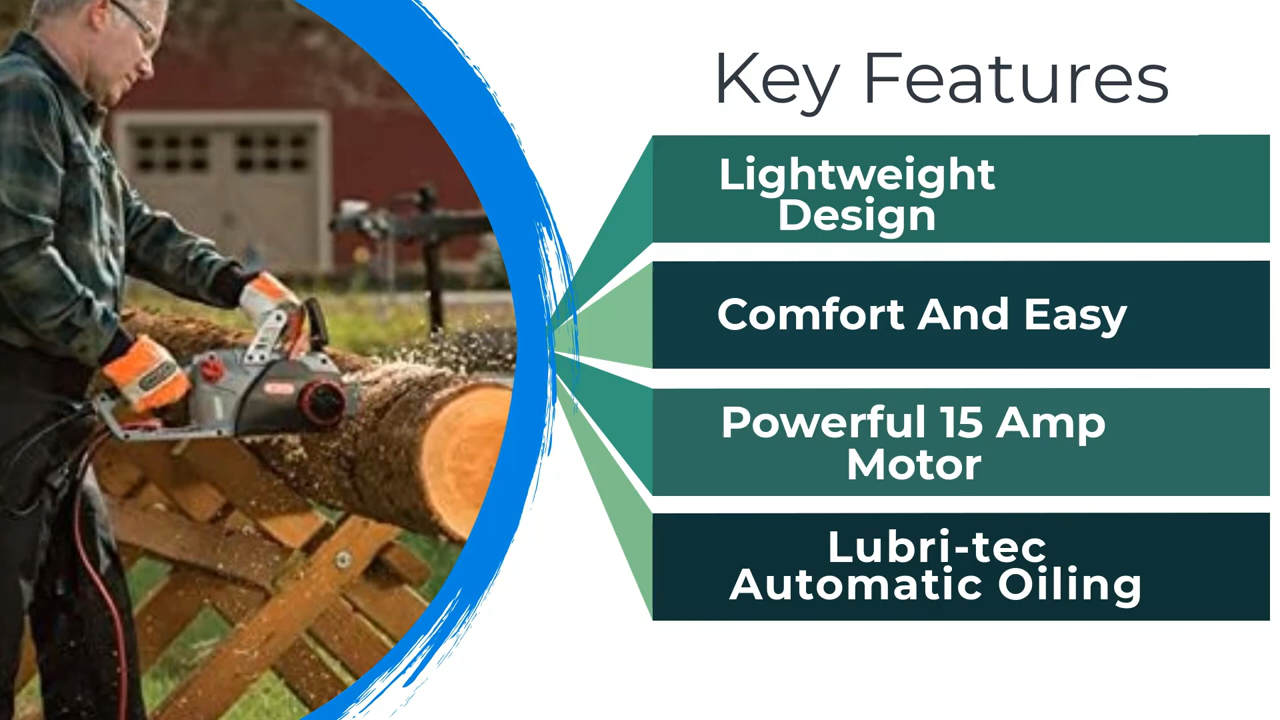 Key Features
Lightweight
Design
Comfort And Easy
Powerful 15 Amp
Motor
Lubri-tec
Automatic Oiling